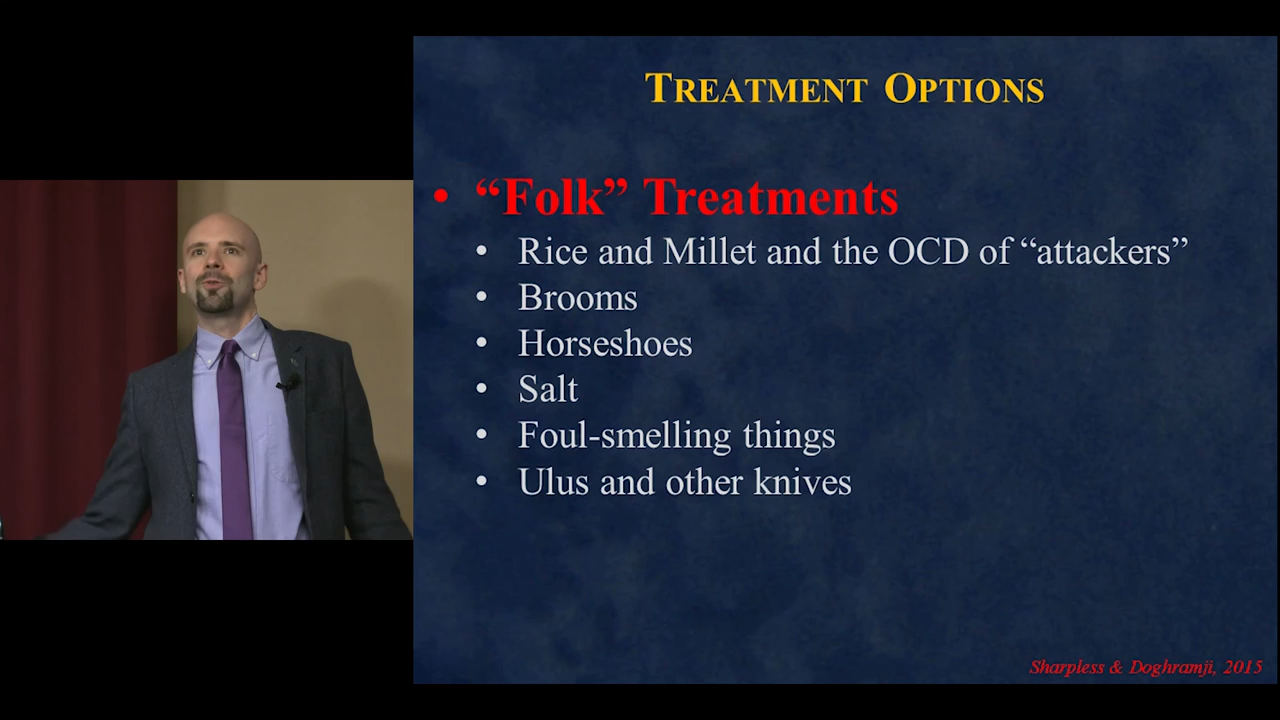 TREATMENT OPTIONS
• “Folk” Treatments
• Rice and Millet and the OCD of “attackers”
• Brooms
• Horseshoes
• Salt
• Foul-smelling things
• Ulus and other knives
Sharpless & Doghramji, 2015